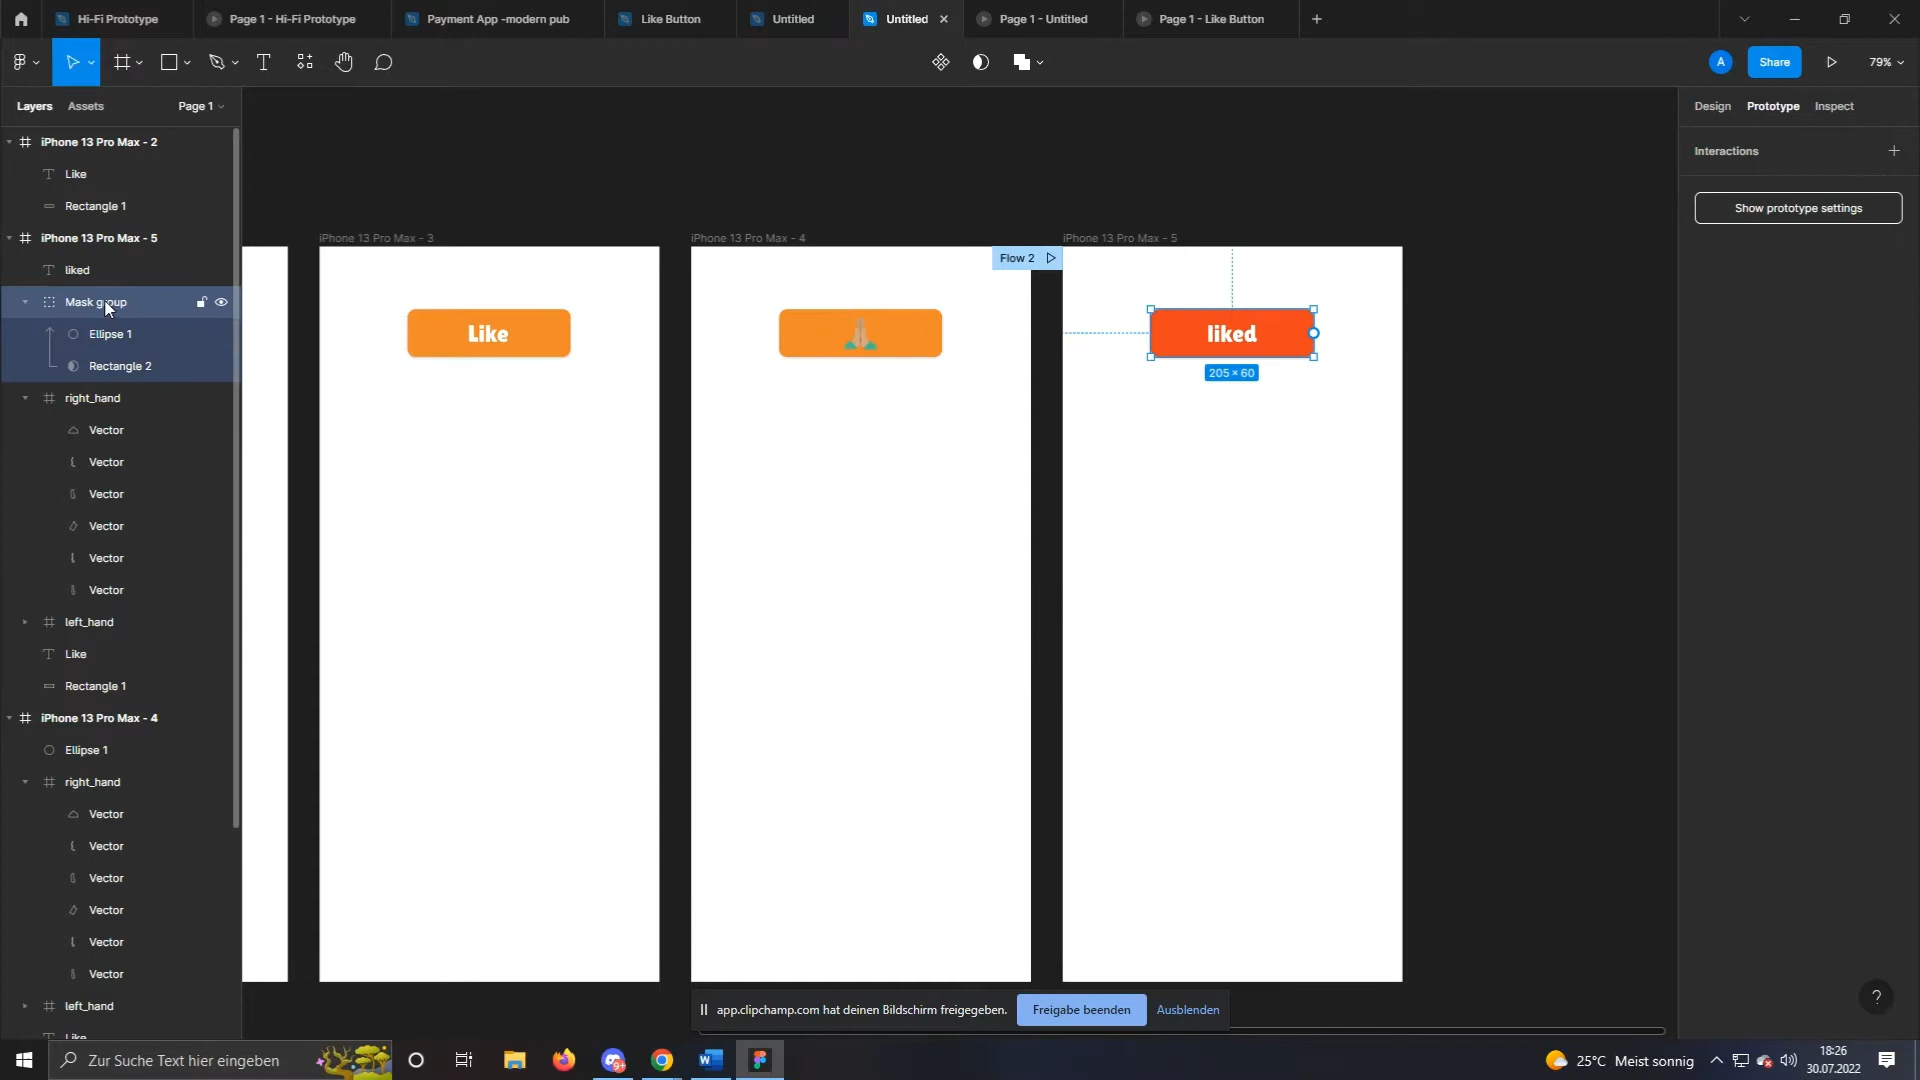 Hi-Fi Prototype
Page 1 - Hi-Fi Prototype
Payment App -modern pub
Like Button
Untitled
Untitled
Page 1 - Untitled
Page 1 - Like Button
A
Share
79%
Layers
Assets
Page 1
Design
Prototype
Inspect
iPhone 13 Pro Max - 2
Like
Rectangle 1
iPhone 13 Pro Max - 5
liked
Mask group
Ellipse 1
Rectangle 2
right_hand
Vector
Vector
Vector
Vector
Vector
Vector
left_hand
Like
Rectangle 1
iPhone 13 Pro Max - 4
Ellipse 1
right_hand
Vector
Vector
Vector
Vector
Vector
Vector
left_hand
Like
iPhone 13 Pro Max - 3
Like
iPhone 13 Pro Max - 4
Flow 2
iPhone 13 Pro Max - 5
liked
205 × 60
Interactions
Show prototype settings
?
app.clipchamp.com hat deinen Bildschirm freigegeben.
Freigabe beenden
Ausblenden
Zur Suche Text hier eingeben
9+
25°C Meist sonnig
18:26
30.07.2022